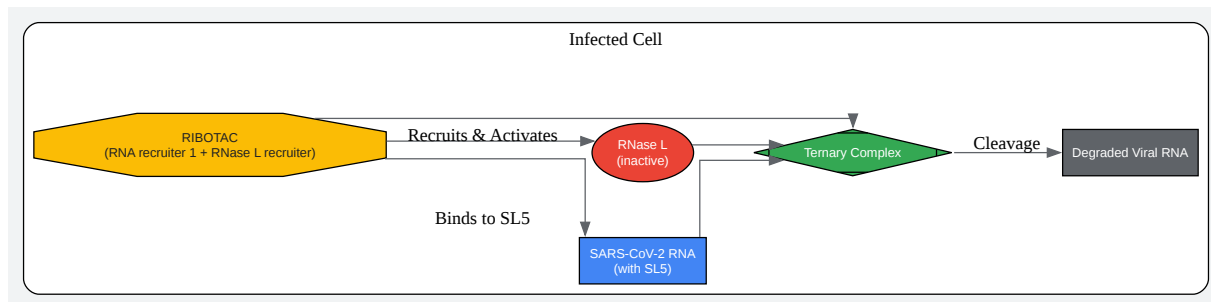 Infected Cell
RIBOTAC
(RNA recruiter 1 + RNase L recruiter)
Recruits & Activates
RNase L
(inactive)
Ternary Complex
Cleavage
Degraded Viral RNA
Binds to SL5
SARS-CoV-2 RNA
(with SL5)